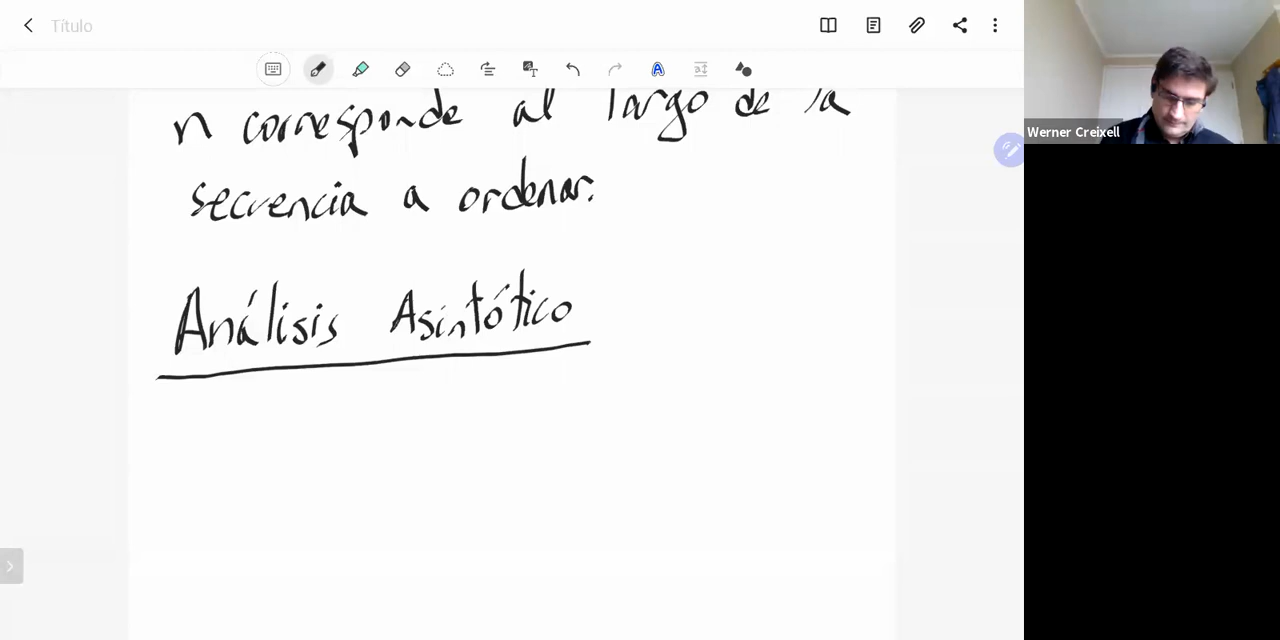 Título
Werner Creixell
n corresponde al largo de la
secuencia a ordenar.
Análisis Asintótico